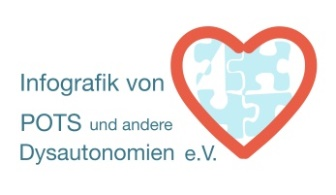 Infografik von
POTS und andere
Dysautonomien e.V.